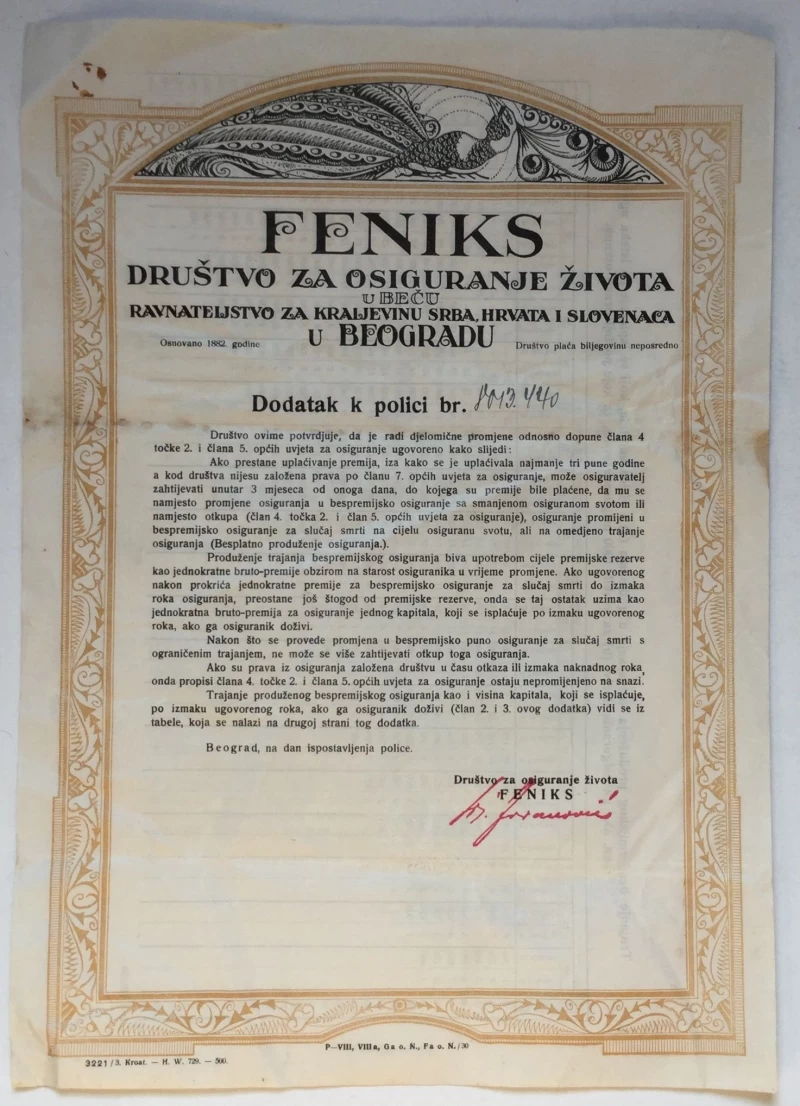 FENIKS
DRUŠTVO ZA OSIGURANJE ŽIVOTA
U BEČU
RAVNATELJSTVO ZA KRALJEVINU SRBA, HRVATA I SLOVENACA
Osnovano 1882. godine
U BEOGRADU
Društvo plaća biljegovinu neposredno
Dodatak k polici br. 8013.440
Društvo ovime potvrdjuje, da je radi djelomične promjene odnosno dopune člana 4
točke 2. i člana 5. općih uvjeta za osiguranje ugovoreno kako slijedi:
Ako prestane uplaćivanje premija, iza kako se je uplaćivala najmanje tri pune godine
a kod društva nijesu založena prava po članu 7. općih uvjeta za osiguranje, može osiguravatelj
zahtijevati unutar 3 mjeseca od onoga dana, do kojega su premije bile plaćene, da mu se
namjesto promjene osiguranja u bespremijsko osiguranje sa smanjenom osiguranom svotom ili
namjesto otkupa (član 4. točka 2. i član 5. općih uvjeta za osiguranje), osiguranje promijeni u
bespremijsko osiguranje za slučaj smrti na cijelu osiguranu svotu, ali na omedjeno trajanje
osiguranja (Besplatno produženje osiguranja.).
Produženje trajanja bespremijskog osiguranja biva upotrebom cijele premijske rezerve
kao jednokratne bruto-premije obzirom na starost osiguranika u vrijeme promjene. Ako ugovorenog
nakon prokrića jednokratne premije za bespremijsko osiguranje za slučaj smrti do izmaka
roka osiguranja, preostane još štogod od premijske rezerve, onda se taj ostatak uzima kao
jednokratna bruto-premija za osiguranje jednog kapitala, koji se isplaćuje po izmaku ugovorenog
roka, ako ga osiguranik doživi.
Nakon što se provede promjena u bespremijsko puno osiguranje za slučaj smrti s
ograničenim trajanjem, ne može se više zahtijevati otkup toga osiguranja.
Ako su prava iz osiguranja založena društvu u času otkaza ili izmaka naknadnog roka,
onda propisi člana 4. točke 2. i člana 5. općih uvjeta za osiguranje ostaju nepromijenjeno na snazi.
Trajanje produženog bespremijskog osiguranja kao i visina kapitala, koji se isplaćuje,
po izmaku ugovorenog roka, ako ga osiguranik doživi (član 2. i 3. ovog dodatka) vidi se iz
tabele, koja se nalazi na drugoj strani tog dodatka.
Beograd, na dan ispostavljenja police.
Društvo za osiguranje života
FENIKS
Jovanović
P—VIII, VIIIa, Ga o. N., Fa o. N./30
3221/3. Kroat. — H. W. 729. — 500.